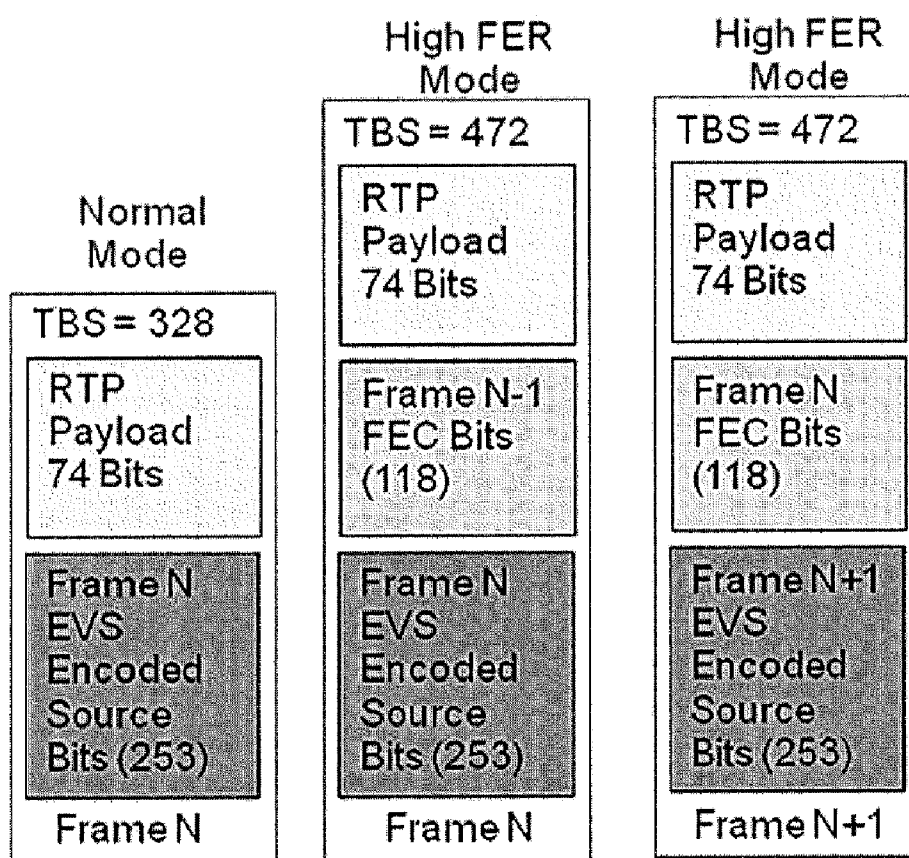 Normal
Mode
TBS = 328
RTP
Payload
74 Bits
Frame N
EVS
Encoded
Source
Bits (253)
Frame N
High FER
Mode
TBS = 472
RTP
Payload
74 Bits
Frame N-1
FEC Bits
(118)
Frame N
EVS
Encoded
Source
Bits (253)
Frame N
High FER
Mode
TBS = 472
RTP
Payload
74 Bits
Frame N
FEC Bits
(118)
Frame N+1
EVS
Encoded
Source
Bits (253)
Frame N+1